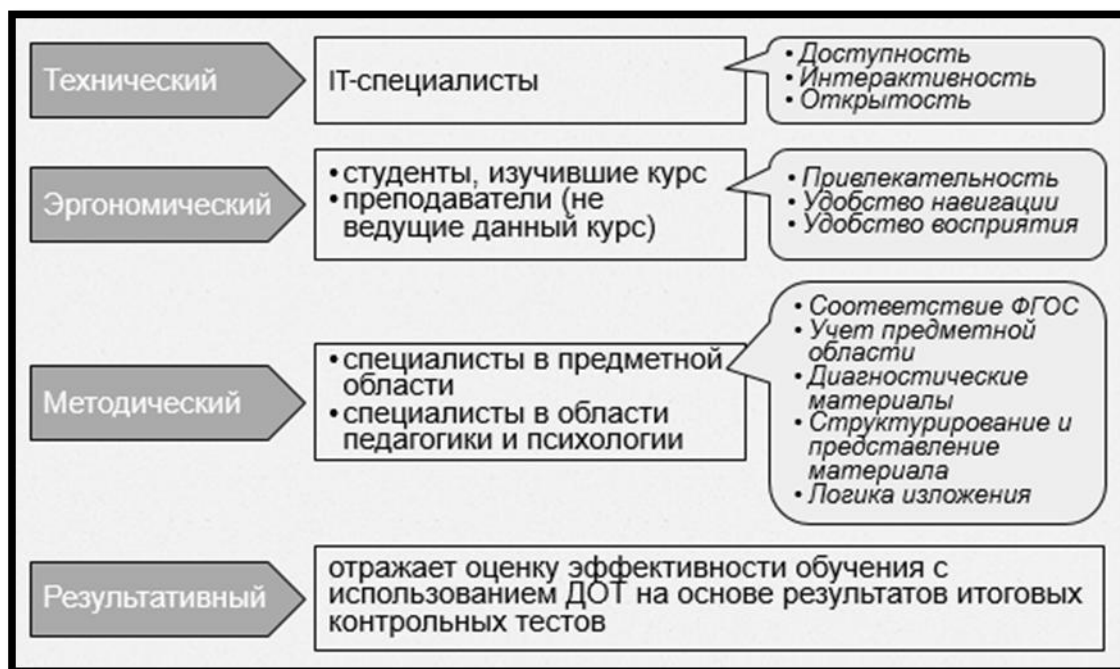 Технический
IT-специалисты
• Доступность
• Интерактивность
• Открытость
Эргономический
•студенты, изучившие курс
•преподаватели (не
ведущие данный курс)
• Привлекательность
• Удобство навигации
• Удобство восприятия
Методический
•специалисты в предметной
области
•специалисты в области
педагогики и психологии
• Соответствие ФГОС
• Учет предметной
области
• Диагностические
материалы
• Структурирование и
представление
материала
• Логика изложения
Результативный
отражает оценку эффективности обучения с
использованием ДОТ на основе результатов итоговых
контрольных тестов